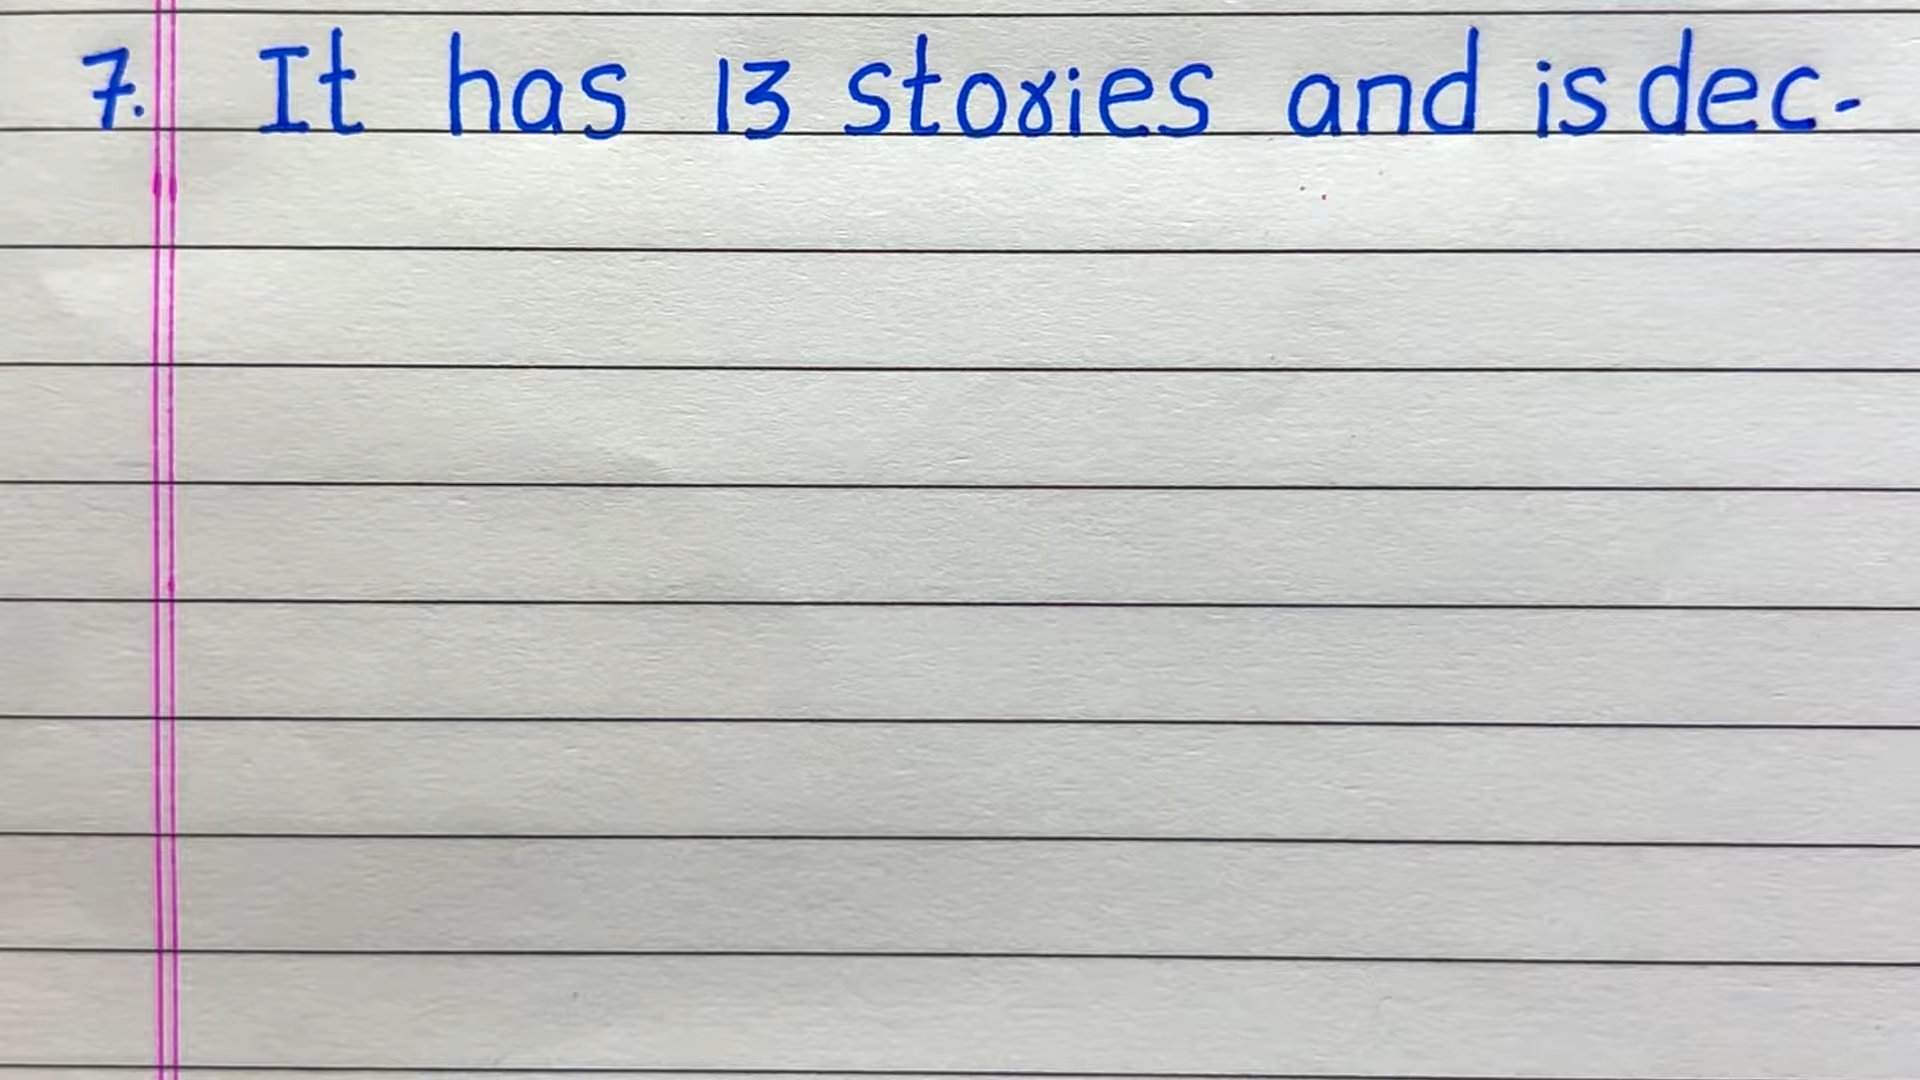 7. It has 13 stories and is dec-